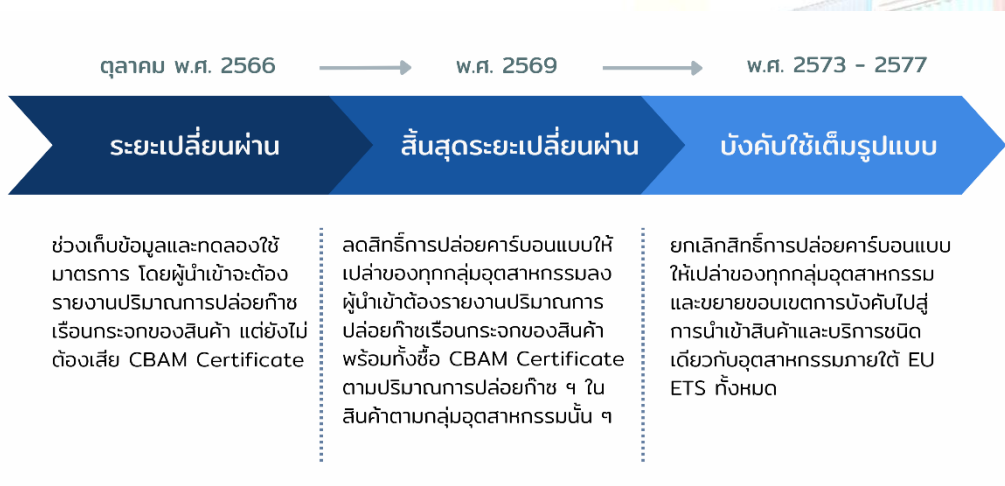 ตุลาคม พ.ศ. 2566
พ.ศ. 2569
พ.ศ. 2573 - 2577
ระยะเปลี่ยนผ่าน
สิ้นสุดระยะเปลี่ยนผ่าน
บังคับใช้เต็มรูปแบบ
ช่วงเก็บข้อมูลและทดลองใช้
มาตรการ โดยผู้นำเข้าจะต้อง
รายงานปริมาณการปล่อยก๊าซ
เรือนกระจกของสินค้า แต่ยังไม่
ต้องเสีย CBAM Certificate
ลดสิทธิ์การปล่อยคาร์บอนแบบให้
เปล่าของทุกกลุ่มอุตสาหกรรมลง
ผู้นำเข้าต้องรายงานปริมาณการ
ปล่อยก๊าซเรือนกระจกของสินค้า
พร้อมทั้งซื้อ CBAM Certificate
ตามปริมาณการปล่อยก๊าซ ฯ ใน
สินค้าตามกลุ่มอุตสาหกรรมนั้น ๆ
ยกเลิกสิทธิ์การปล่อยคาร์บอนแบบ
ให้เปล่าของทุกกลุ่มอุตสาหกรรม
และขยายขอบเขตการบังคับไปสู่
การนำเข้าสินค้าและบริการชนิด
เดียวกับอุตสาหกรรมภายใต้ EU
ETS ทั้งหมด